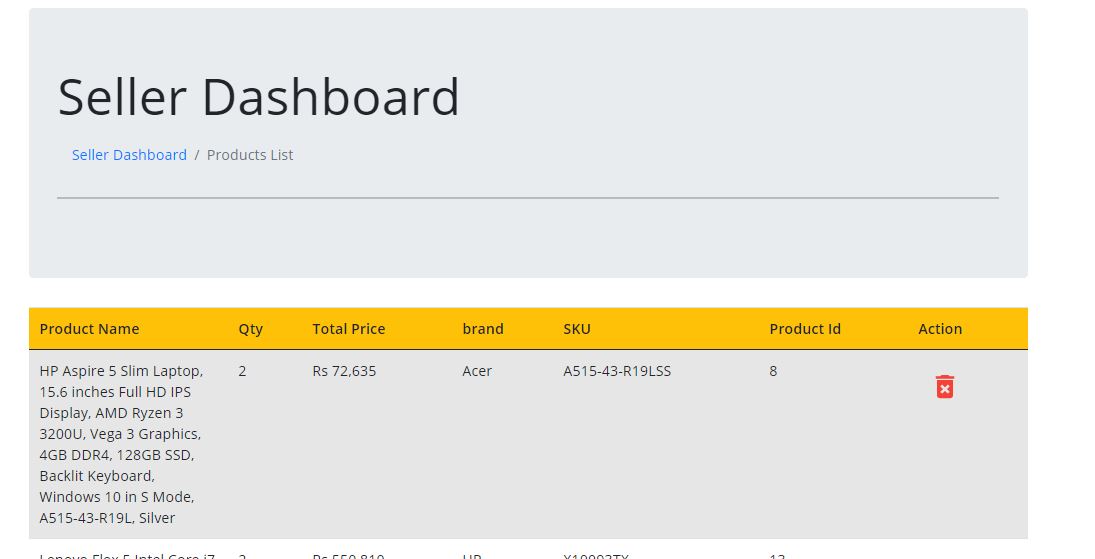 Seller Dashboard
Seller Dashboard / Products List
Product Name Qty Total Price brand SKU Product Id Action
HP Aspire 5 Slim Laptop, 2 Rs 72,635 Acer A515-43-R19LSS 8
15.6 inches Full HD IPS
Display, AMD Ryzen 3
3200U, Vega 3 Graphics,
4GB DDR4, 128GB SSD,
Backlit Keyboard,
Windows 10 in S Mode,
A515-43-R19L, Silver
Lenovo Flex 5 Intel Core i7 2 Rs 550,810 HP 13